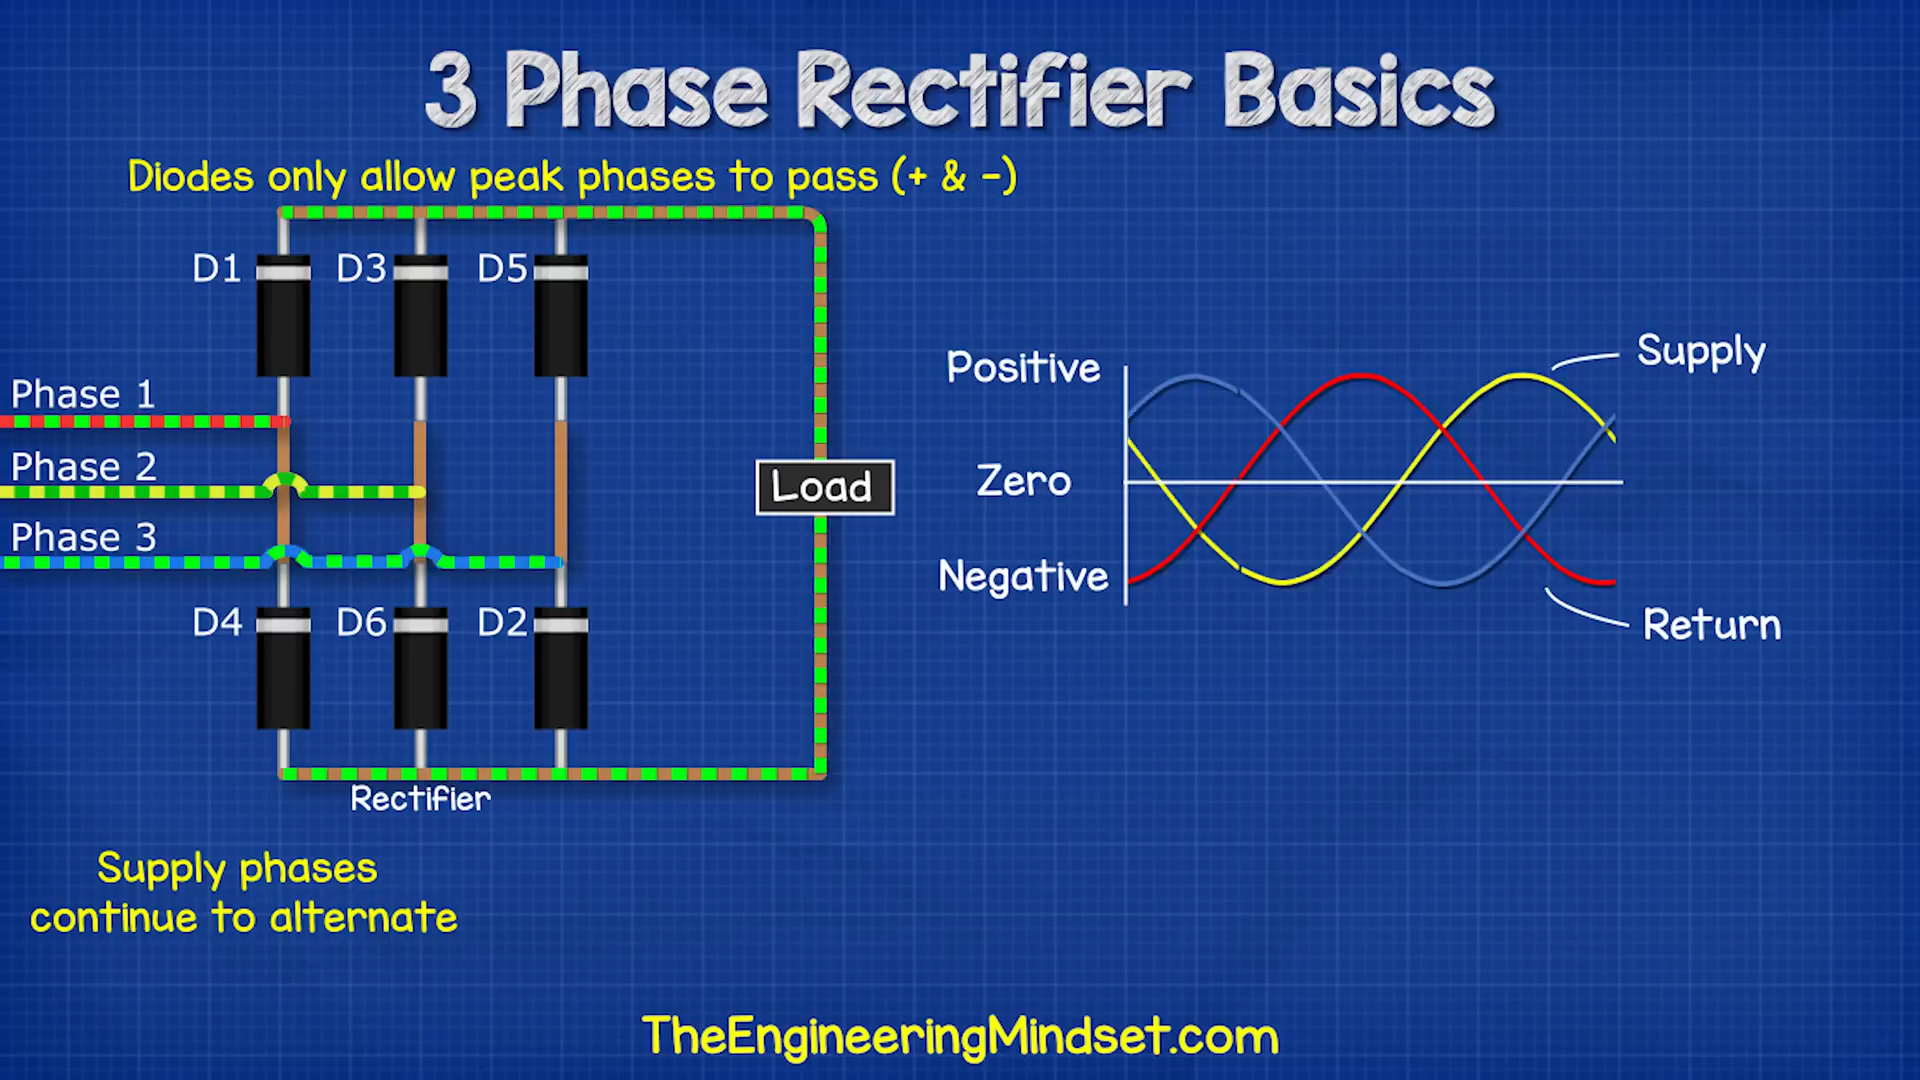 3 Phase Rectifier Basics
Diodes only allow peak phases to pass (+ & -)
D1 D3 D5
Phase 1
Phase 2
Phase 3
D4 D6 D2
Load
Rectifier
Supply phases
continue to alternate
Positive
Zero
Negative
Supply
Return
TheEngineeringMindset.com